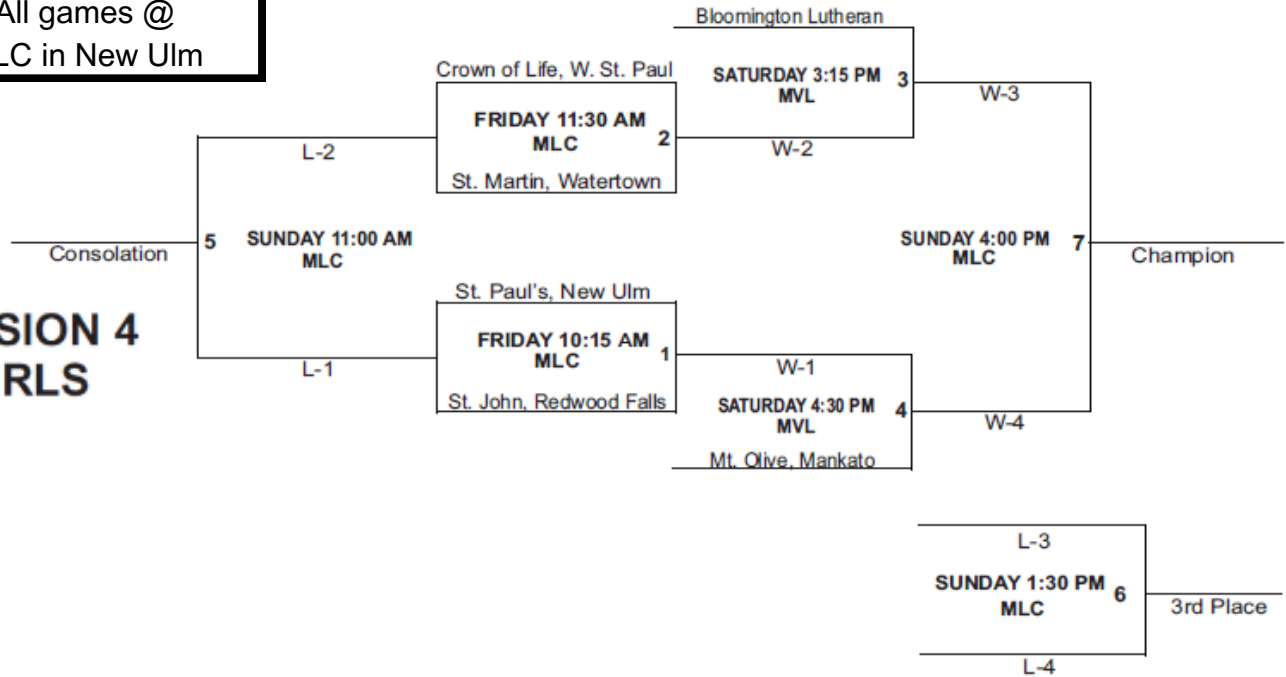 All games @
LC in New Ulm
Bloomington Lutheran
Crown of Life, W. St. Paul
SATURDAY 3:15 PM 3
MVL
W-3
FRIDAY 11:30 AM
MLC 2
L-2
W-2
St. Martin, Watertown
5 SUNDAY 11:00 AM
MLC
Consolation
SUNDAY 4:00 PM 7
MLC
Champion
St. Paul's, New Ulm
SION 4
RLS
FRIDAY 10:15 AM
MLC 1
L-1
W-1
St. John, Redwood Falls
SATURDAY 4:30 PM 4
MVL
W-4
Mt. Olive, Mankato
L-3
SUNDAY 1:30 PM 6
MLC
3rd Place
L-4